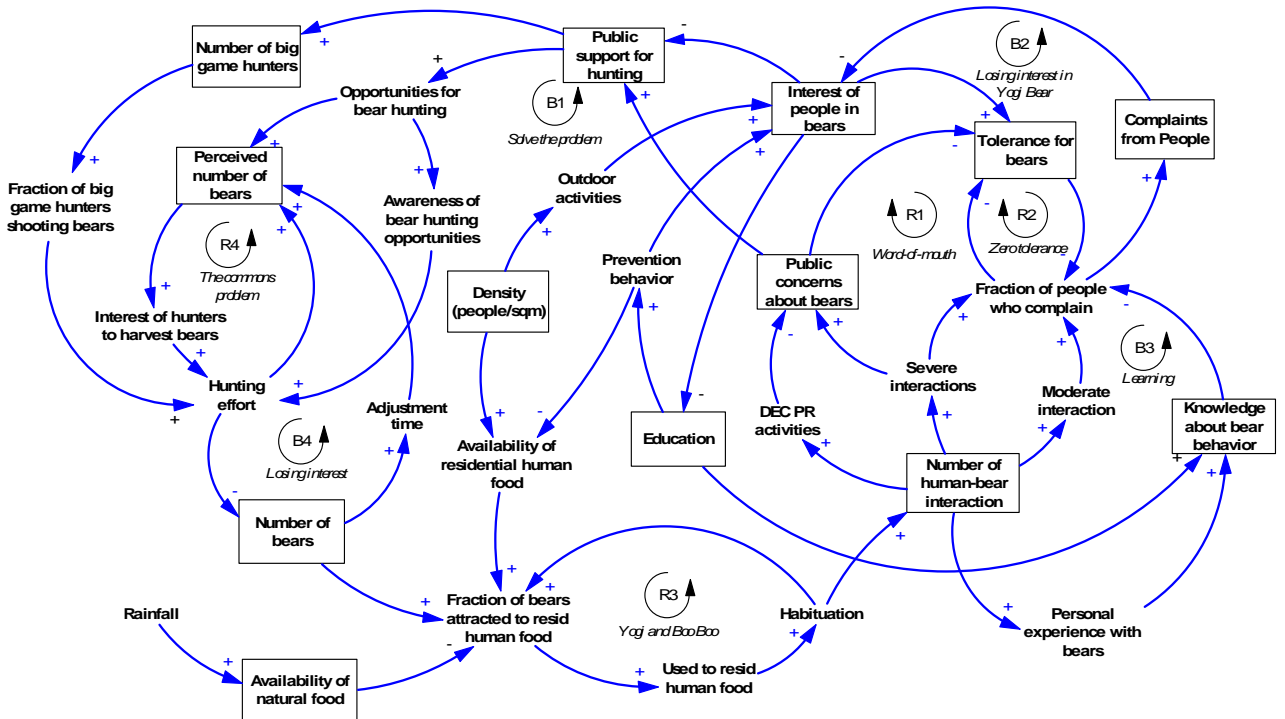 Number of big
game hunters
+
Public
support for
hunting
-
+
+
Opportunities for
bear hunting
B1
Solve the problem
+
Interest of
people in
bears
-
+
+
B2
Losing interest in
Yogi Bear
+
-
Tolerance for
bears
Complaints
from People
+
+
Perceived
number of
bears
+
+
+
Fraction of big
game hunters
shooting bears
+
Awareness of
bear hunting
opportunities
Outdoor
activities
+
R4
The commons
problem
+
Interest of hunters
to harvest bears
+
Density
(people/sqm)
Prevention
behavior
+
Public
concerns
about bears
-
+
R1
Word-of-mouth
-
R2
Zero tolerance
-
Fraction of people
who complain
-
+
+
B3
Learning
Hunting
effort
+
+
Adjustment
time
+
B4
Losing interest
-
Number of
bears
+
-
Availability of
residential human
food
-
Education
DEC PR
activities
+
Severe
interactions
+
Moderate
interaction
+
Knowledge
about bear
behavior
+
+
Number of
human-bear
interaction
+
Rainfall
+
Availability of
natural food
+
+
+
-
Fraction of bears
attracted to resid
human food
R3
Yogi and Boo Boo
+
Used to resid
human food
+
Habituation
+
Personal
experience with
bears